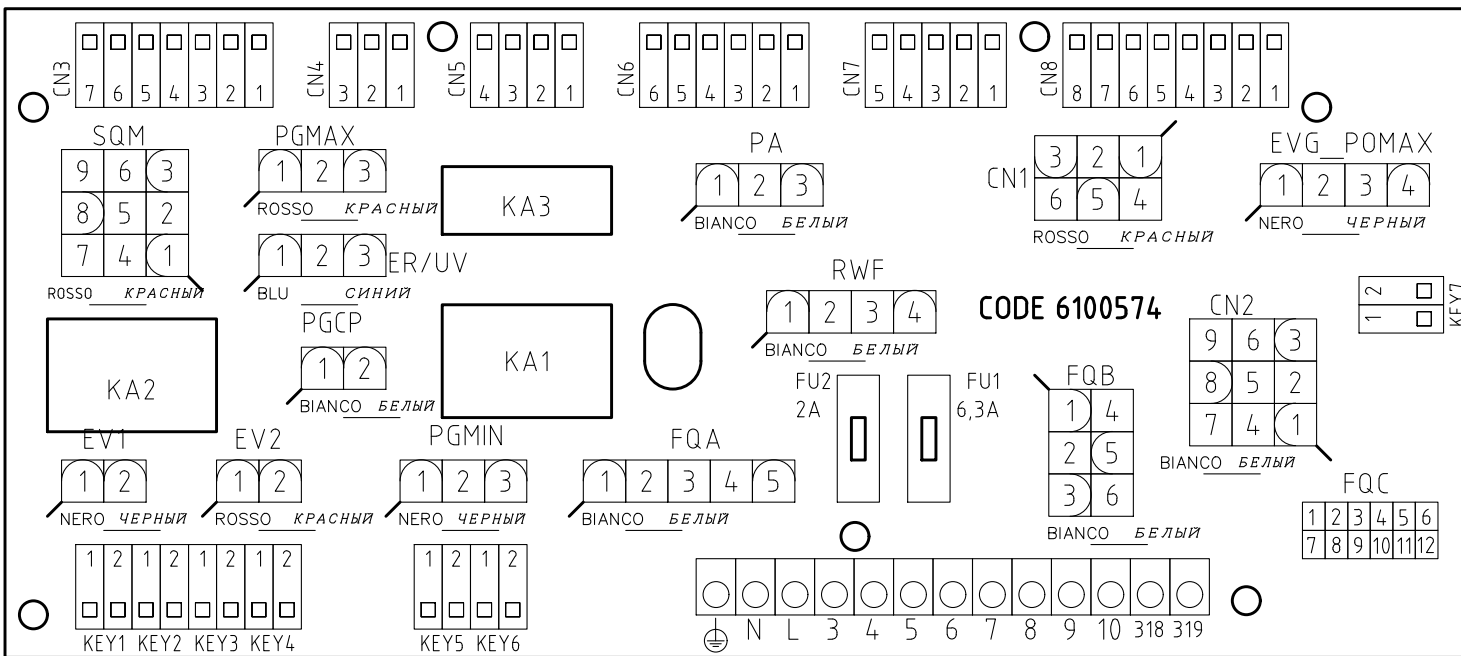 CN3 7 6 5 4 3 2 1
CN4 3 2 1
CN5 4 3 2 1
CN6 6 5 4 3 2 1
CN7 5 4 3 2 1
CN8 8 7 6 5 4 3 2 1
SQM
9 6 3
8 5 2
7 4 1
ROSSO КРАСНЫЙ
PGMAX
1 2 3
ROSSO КРАСНЫЙ
1 2 3 ER/UV
BLU СИНИЙ
KA3
PA
1 2 3
BIANCO БЕЛЫЙ
CN1
3 2 1
6 5 4
ROSSO КРАСНЫЙ
EVG_POMAX
1 2 3 4
NERO ЧЕРНЫЙ
KA2
PGCP
1 2
BIANCO БЕЛЫЙ
KA1
RWF
1 2 3 4
BIANCO БЕЛЫЙ
CODE 6100574
KEY7
2
1
CN2
9 6 3
8 5 2
7 4 1
BIANCO БЕЛЫЙ
FU2
2A
FU1
6,3A
FQB
1 4
2 5
3 6
BIANCO БЕЛЫЙ
EV1
1 2
NERO ЧЕРНЫЙ
EV2
1 2
ROSSO КРАСНЫЙ
PGMIN
1 2 3
NERO ЧЕРНЫЙ
FQA
1 2 3 4 5
BIANCO БЕЛЫЙ
FQC
1 2 3 4 5 6
7 8 9 10 11 12
1 2 1 2 1 2 1 2
KEY1 KEY2 KEY3 KEY4
1 2 1 2
KEY5 KEY6
N L 3 4 5 6 7 8 9 10 318 319